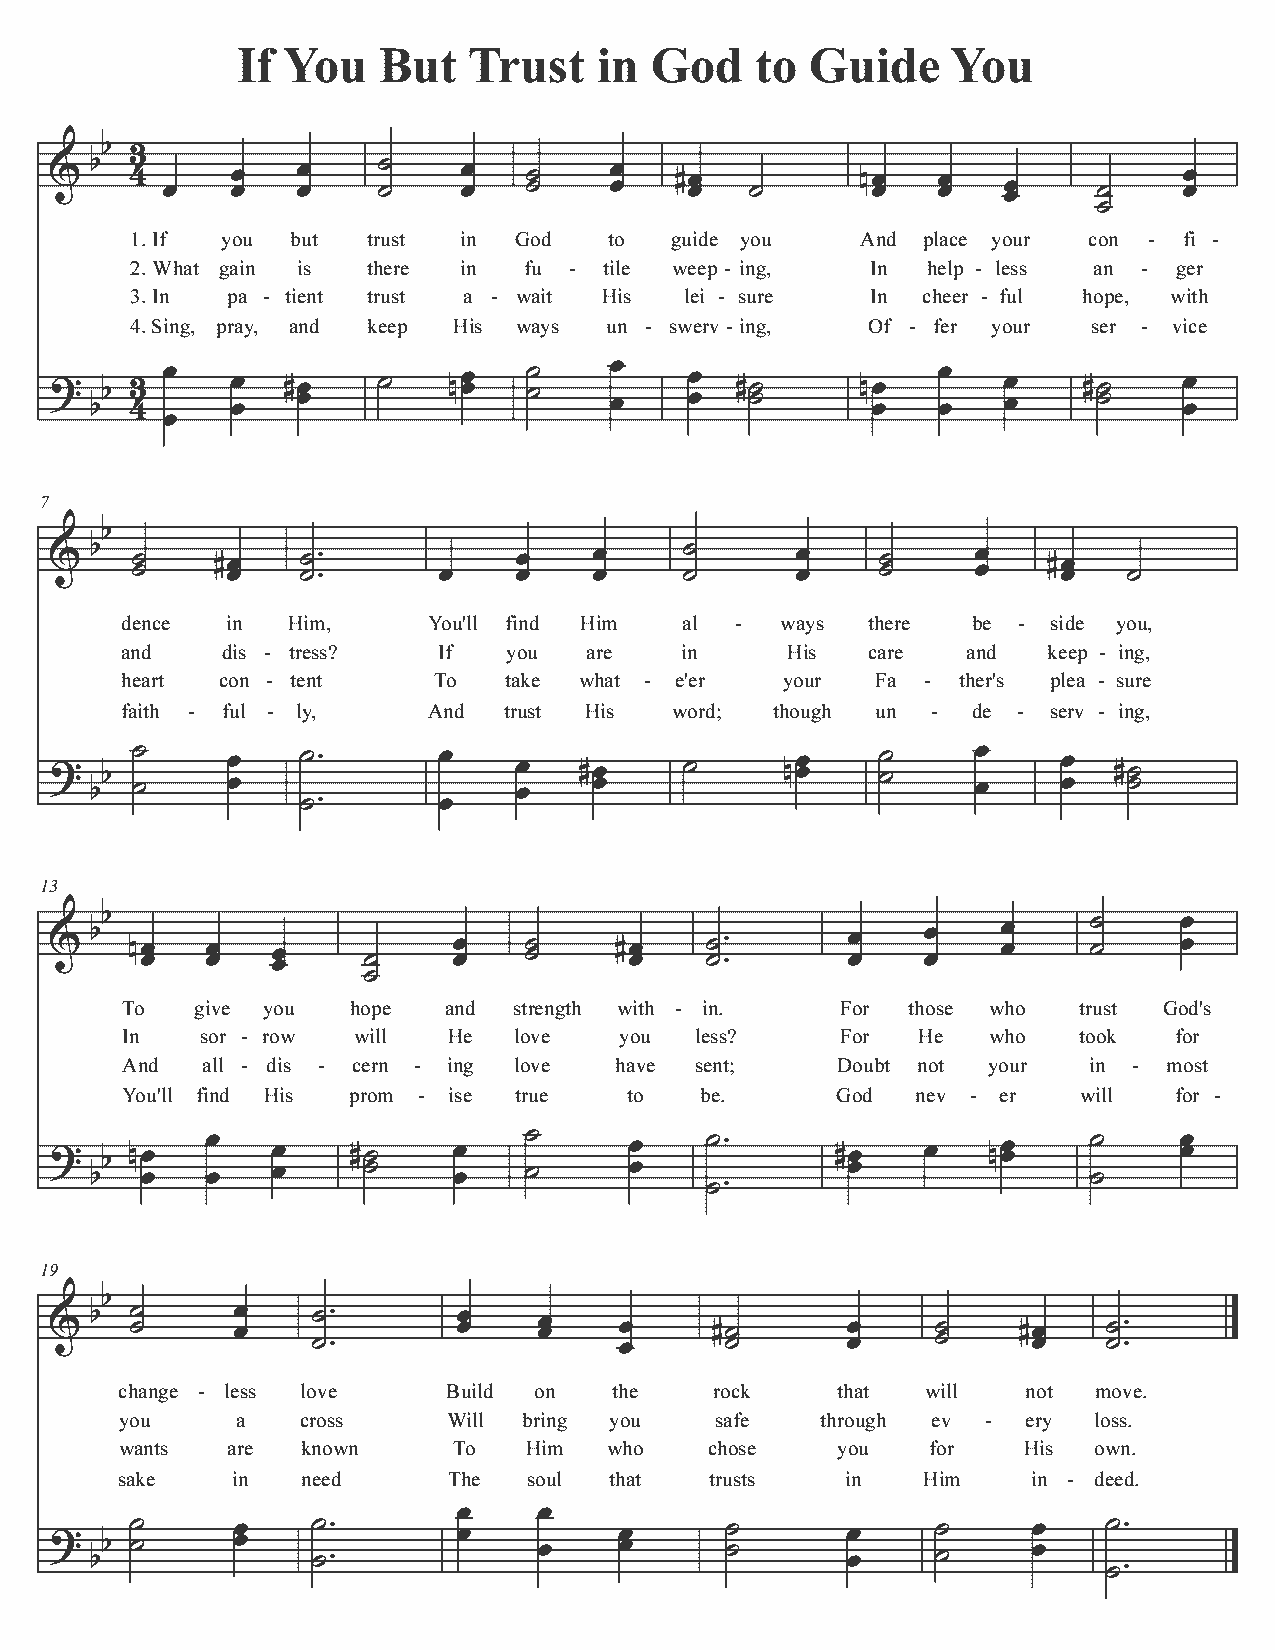 If You But Trust in God to Guide You
3
4
1. If you but trust in God to guide you And place your con - fi -
2. What gain is there in fu - tile weep - ing, In help - less an - ger
3. In pa - tient trust a - wait His lei - sure In cheer - ful hope, with
4. Sing, pray, and keep His ways un - swerv - ing, Of - fer your ser - vice
3
4
7
dence in Him, You'll find Him al - ways there be - side you,
and dis - tress? If you are in His care and keep - ing,
heart con - tent To take what - e'er your Fa - ther's plea - sure
faith - ful - ly, And trust His word; though un - de - serv - ing,
13
To give you hope and strength with - in. For those who trust God's
In sor - row will He love you less? For He who took for
And all - dis - cern - ing love have sent; Doubt not your in - most
You'll find His prom - ise true to be. God nev - er will for -
19
change - less love Build on the rock that will not move.
you a cross Will bring you safe through ev - ery loss.
wants are known To Him who chose you for His own.
sake in need The soul that trusts in Him in - deed.